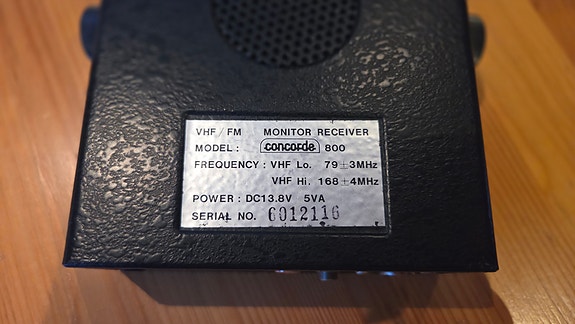 VHF/FM MONITOR RECEIVER
MODEL: concorde 800
FREQUENCY: VHF Lo. 79±3MHz
VHF Hi. 168±4MHz
POWER: DC13.8V 5VA
SERIAL NO. 6012116